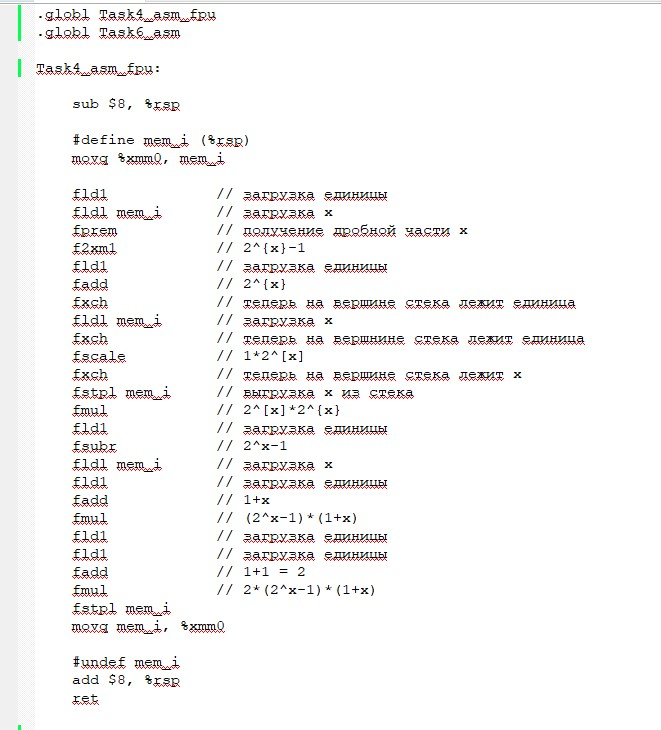 .globl Task4_asm_fpu
.globl Task6_asm
Task4_asm_fpu:
sub $8, %rsp
#define mem_i (%rsp)
movq %xmm0, mem_i
fld1 // загрузка единицы
fldl mem_i // загрузка x
fprem // получение дробной части x
f2xm1 // 2^{x}-1
fld1 // загрузка единицы
fadd // 2^{x}
fxch // теперь на вершине стека лежит единица
fldl mem_i // загрузка x
fxch // теперь на вершнине стека лежит единица
fscale // 1*2^[x]
fxch // теперь на вершине стека лежит x
fstpl mem_i // выгрузка x из стека
fmul // 2^[x]*2^{x}
fld1 // загрузка единицы
fsubr // 2^x-1
fldl mem_i // загрузка x
fld1 // загрузка единицы
fadd // 1+x
fmul // (2^x-1)*(1+x)
fld1 // загрузка единицы
fld1 // загрузка единицы
fadd // 1+1 = 2
fmul // 2*(2^x-1)*(1+x)
fstpl mem_i
movq mem_i, %xmm0
#undef mem_i
add $8, %rsp
ret